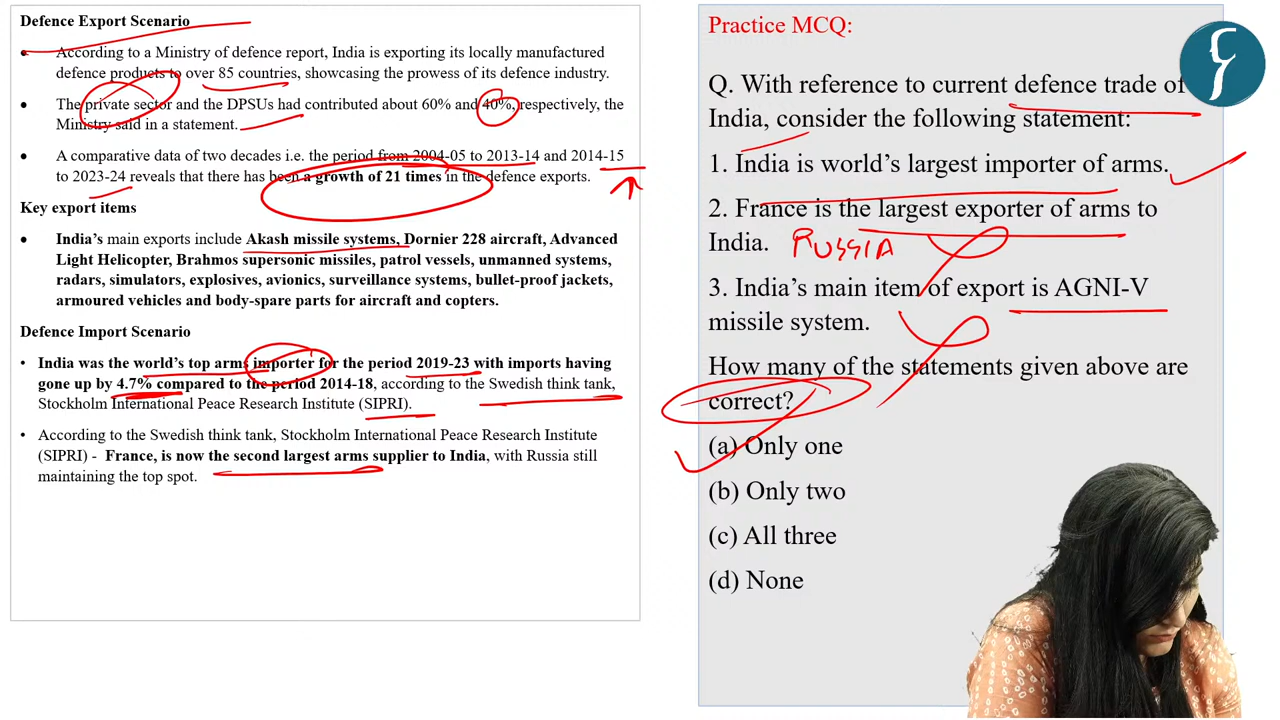 Defence Export Scenario
• According to a Ministry of defence report, India is exporting its locally manufactured
defence products to over 85 countries, showcasing the prowess of its defence industry.
• The private sector and the DPSUs had contributed about 60% and 40%, respectively, the
Ministry said in a statement.
• A comparative data of two decades i.e. the period from 2004-05 to 2013-14 and 2014-15
to 2023-24 reveals that there has been a growth of 21 times in the defence exports.
Key export items
• India's main exports include Akash missile systems, Dornier 228 aircraft, Advanced
Light Helicopter, Brahmos supersonic missiles, patrol vessels, unmanned systems,
radars, simulators, explosives, avionics, surveillance systems, bullet-proof jackets,
armoured vehicles and body-spare parts for aircraft and copters.
Defence Import Scenario
• India was the world's top arms importer for the period 2019-23 with imports having
gone up by 4.7% compared to the period 2014-18, according to the Swedish think tank,
Stockholm International Peace Research Institute (SIPRI).
• According to the Swedish think tank, Stockholm International Peace Research Institute
(SIPRI) - France, is now the second largest arms supplier to India, with Russia still
maintaining the top spot.
Practice MCQ:
Q. With reference to current defence trade of
India, consider the following statement:
1. India is world's largest importer of arms.
2. France is the largest exporter of arms to
India. RUSSIA
3. India's main item of export is AGNI-V
missile system.
How many of the statements given above are
correct?
(a) Only one
(b) Only two
(c) All three
(d) None